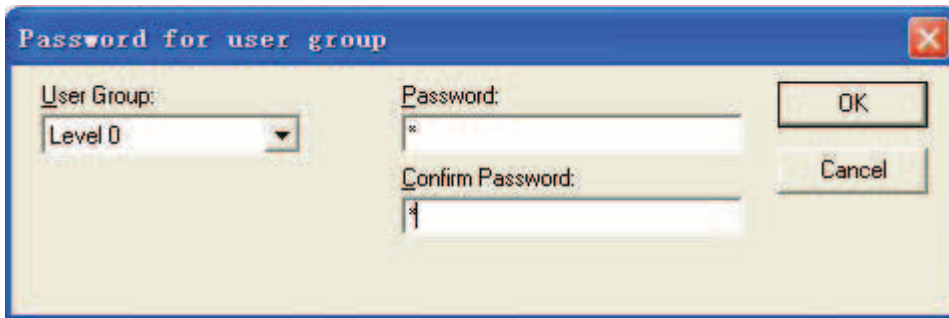 Password for user group
User Group:
Level 0
Password:
*
Confirm Password:
*
OK
Cancel